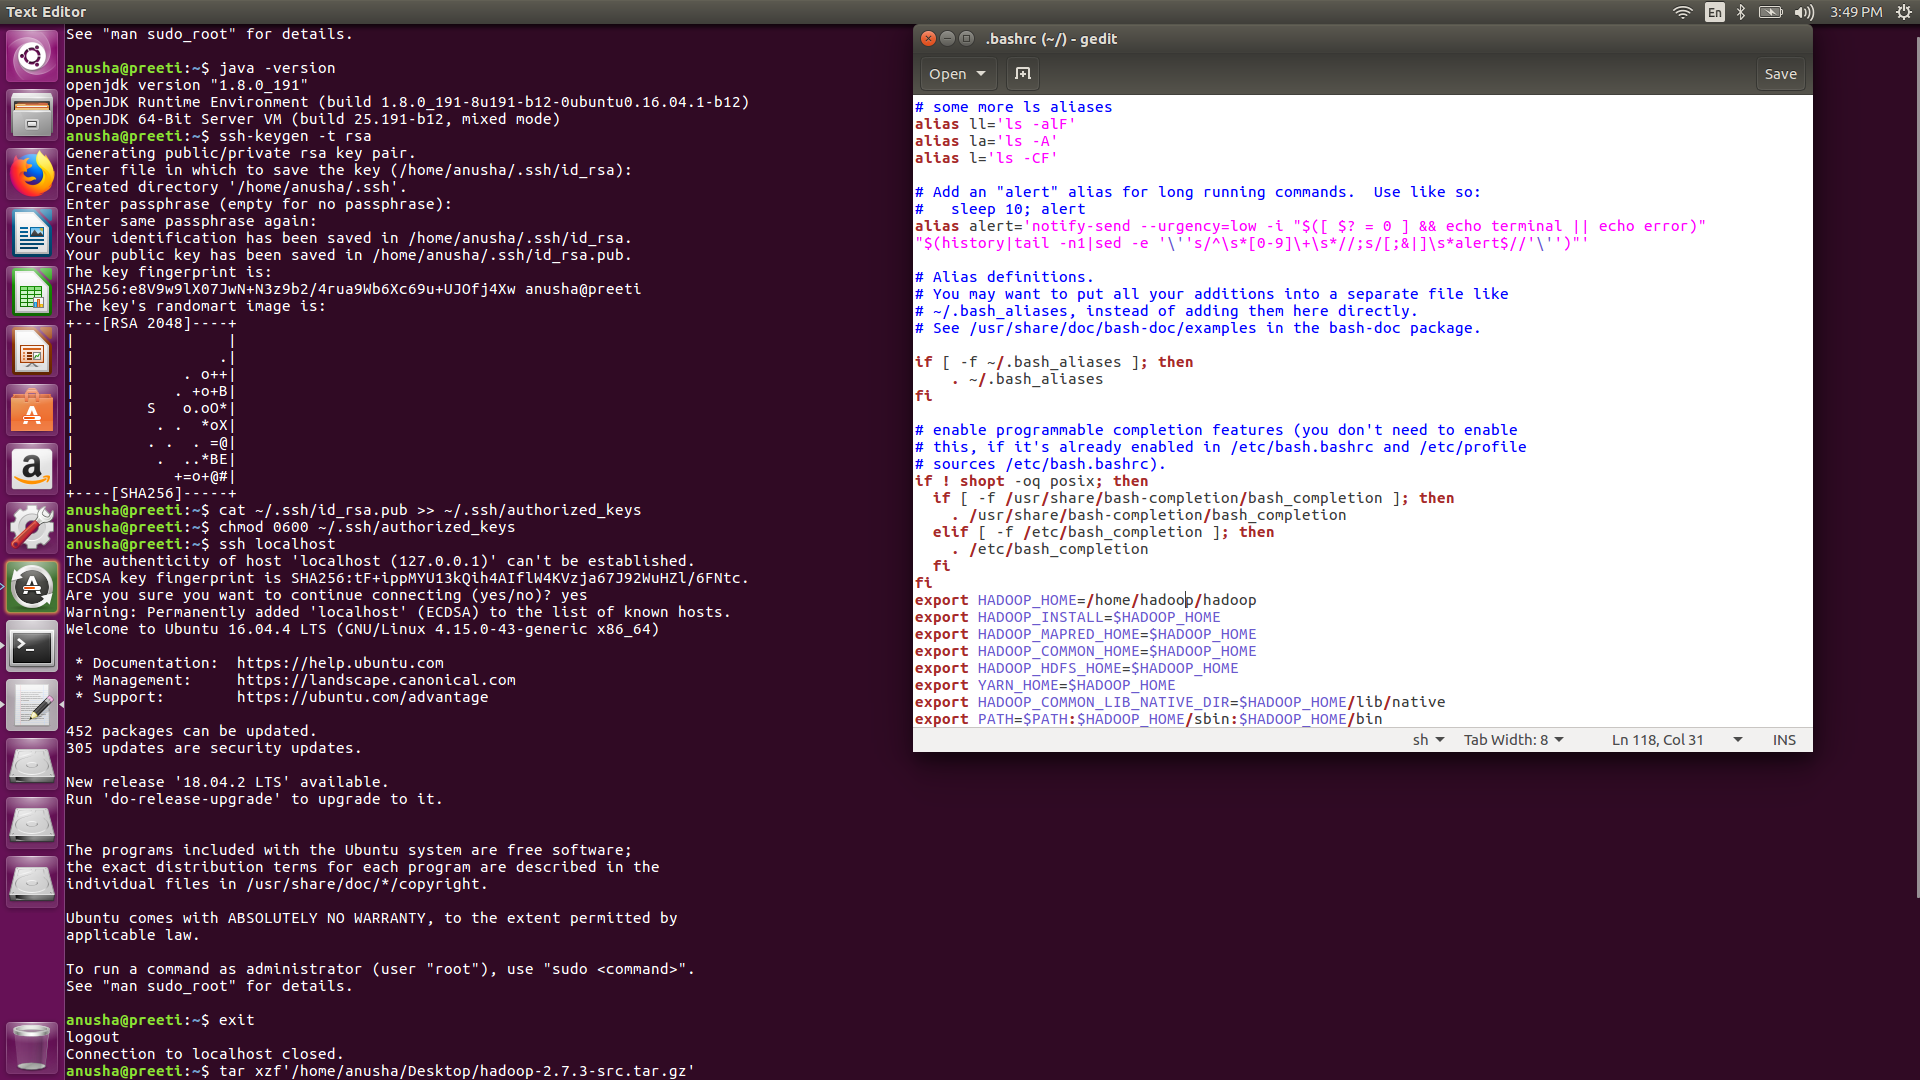 Text Editor
En
3:49 PM
See "man sudo_root" for details.
anusha@preeti:~$ java -version
openjdk version "1.8.0_191"
OpenJDK Runtime Environment (build 1.8.0_191-8u191-b12-0ubuntu0.16.04.1-b12)
OpenJDK 64-Bit Server VM (build 25.191-b12, mixed mode)
anusha@preeti:~$ ssh-keygen -t rsa
Generating public/private rsa key pair.
Enter file in which to save the key (/home/anusha/.ssh/id_rsa):
Created directory '/home/anusha/.ssh'.
Enter passphrase (empty for no passphrase):
Enter same passphrase again:
Your identification has been saved in /home/anusha/.ssh/id_rsa.
Your public key has been saved in /home/anusha/.ssh/id_rsa.pub.
The key fingerprint is:
SHA256:e8V9w9lX07JwN+N3z9b2/4rua9Wb6Xc69u+UJOfj4Xw anusha@preeti
The key's randomart image is:
+---[RSA 2048]----+
|                 |
|                .|
|            . o++|
|           . +o+B|
|        S   o.oO*|
|         . .  *oX|
|        . .  . =@|
|         .  ..*BE|
|           +=o+@#|
+----[SHA256]-----+
anusha@preeti:~$ cat ~/.ssh/id_rsa.pub >> ~/.ssh/authorized_keys
anusha@preeti:~$ chmod 0600 ~/.ssh/authorized_keys
anusha@preeti:~$ ssh localhost
The authenticity of host 'localhost (127.0.0.1)' can't be established.
ECDSA key fingerprint is SHA256:tF+ippMYU13kQih4AIflW4KVzja67J92WuHZl/6FNtc.
Are you sure you want to continue connecting (yes/no)? yes
Warning: Permanently added 'localhost' (ECDSA) to the list of known hosts.
Welcome to Ubuntu 16.04.4 LTS (GNU/Linux 4.15.0-43-generic x86_64)
* Documentation:  https://help.ubuntu.com
* Management:     https://landscape.canonical.com
* Support:        https://ubuntu.com/advantage
452 packages can be updated.
305 updates are security updates.
New release '18.04.2 LTS' available.
Run 'do-release-upgrade' to upgrade to it.
The programs included with the Ubuntu system are free software;
the exact distribution terms for each program are described in the
individual files in /usr/share/doc/*/copyright.
Ubuntu comes with ABSOLUTELY NO WARRANTY, to the extent permitted by
applicable law.
To run a command as administrator (user "root"), use "sudo <command>".
See "man sudo_root" for details.
anusha@preeti:~$ exit
logout
Connection to localhost closed.
anusha@preeti:~$ tar xzf'/home/anusha/Desktop/hadoop-2.7.3-src.tar.gz'
.bashrc (~/) - gedit
Open
Save
# some more ls aliases
alias ll='ls -alF'
alias la='ls -A'
alias l='ls -CF'
# Add an "alert" alias for long running commands.  Use like so:
#   sleep 10; alert
alias alert='notify-send --urgency=low -i "$([ $? = 0 ] && echo terminal || echo error)"
"$(history|tail -n1|sed -e '\''s/^\s*[0-9]\+\s*//;s/[;&|]\s*alert$//'\'')"'
# Alias definitions.
# You may want to put all your additions into a separate file like
# ~/.bash_aliases, instead of adding them here directly.
# See /usr/share/doc/bash-doc/examples in the bash-doc package.
if [ -f ~/.bash_aliases ]; then
    . ~/.bash_aliases
fi
# enable programmable completion features (you don't need to enable
# this, if it's already enabled in /etc/bash.bashrc and /etc/profile
# sources /etc/bash.bashrc).
if ! shopt -oq posix; then
  if [ -f /usr/share/bash-completion/bash_completion ]; then
    . /usr/share/bash-completion/bash_completion
  elif [ -f /etc/bash_completion ]; then
    . /etc/bash_completion
  fi
fi
export HADOOP_HOME=/home/hadoop/hadoop
export HADOOP_INSTALL=$HADOOP_HOME
export HADOOP_MAPRED_HOME=$HADOOP_HOME
export HADOOP_COMMON_HOME=$HADOOP_HOME
export HADOOP_HDFS_HOME=$HADOOP_HOME
export YARN_HOME=$HADOOP_HOME
export HADOOP_COMMON_LIB_NATIVE_DIR=$HADOOP_HOME/lib/native
export PATH=$PATH:$HADOOP_HOME/sbin:$HADOOP_HOME/bin
sh
Tab Width: 8
Ln 118, Col 31
INS